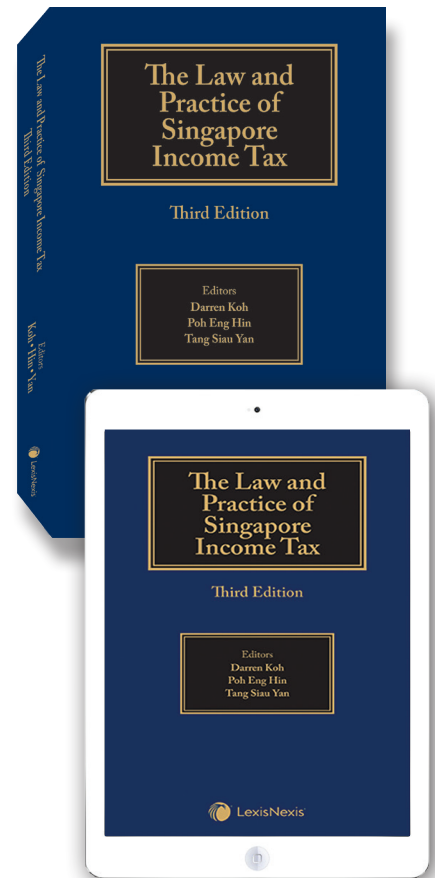 The Law and Practice of Singapore Income Tax
Third Edition
Editors
Koh • Hin • Yan
LexisNexis
The Law and
Practice of
Singapore
Income Tax
Third Edition
Editors
Darren Koh
Poh Eng Hin
Tang Siau Yan
The Law and
Practice of
Singapore
Income Tax
Third Edition
Editors
Darren Koh
Poh Eng Hin
Tang Siau Yan
LexisNexis